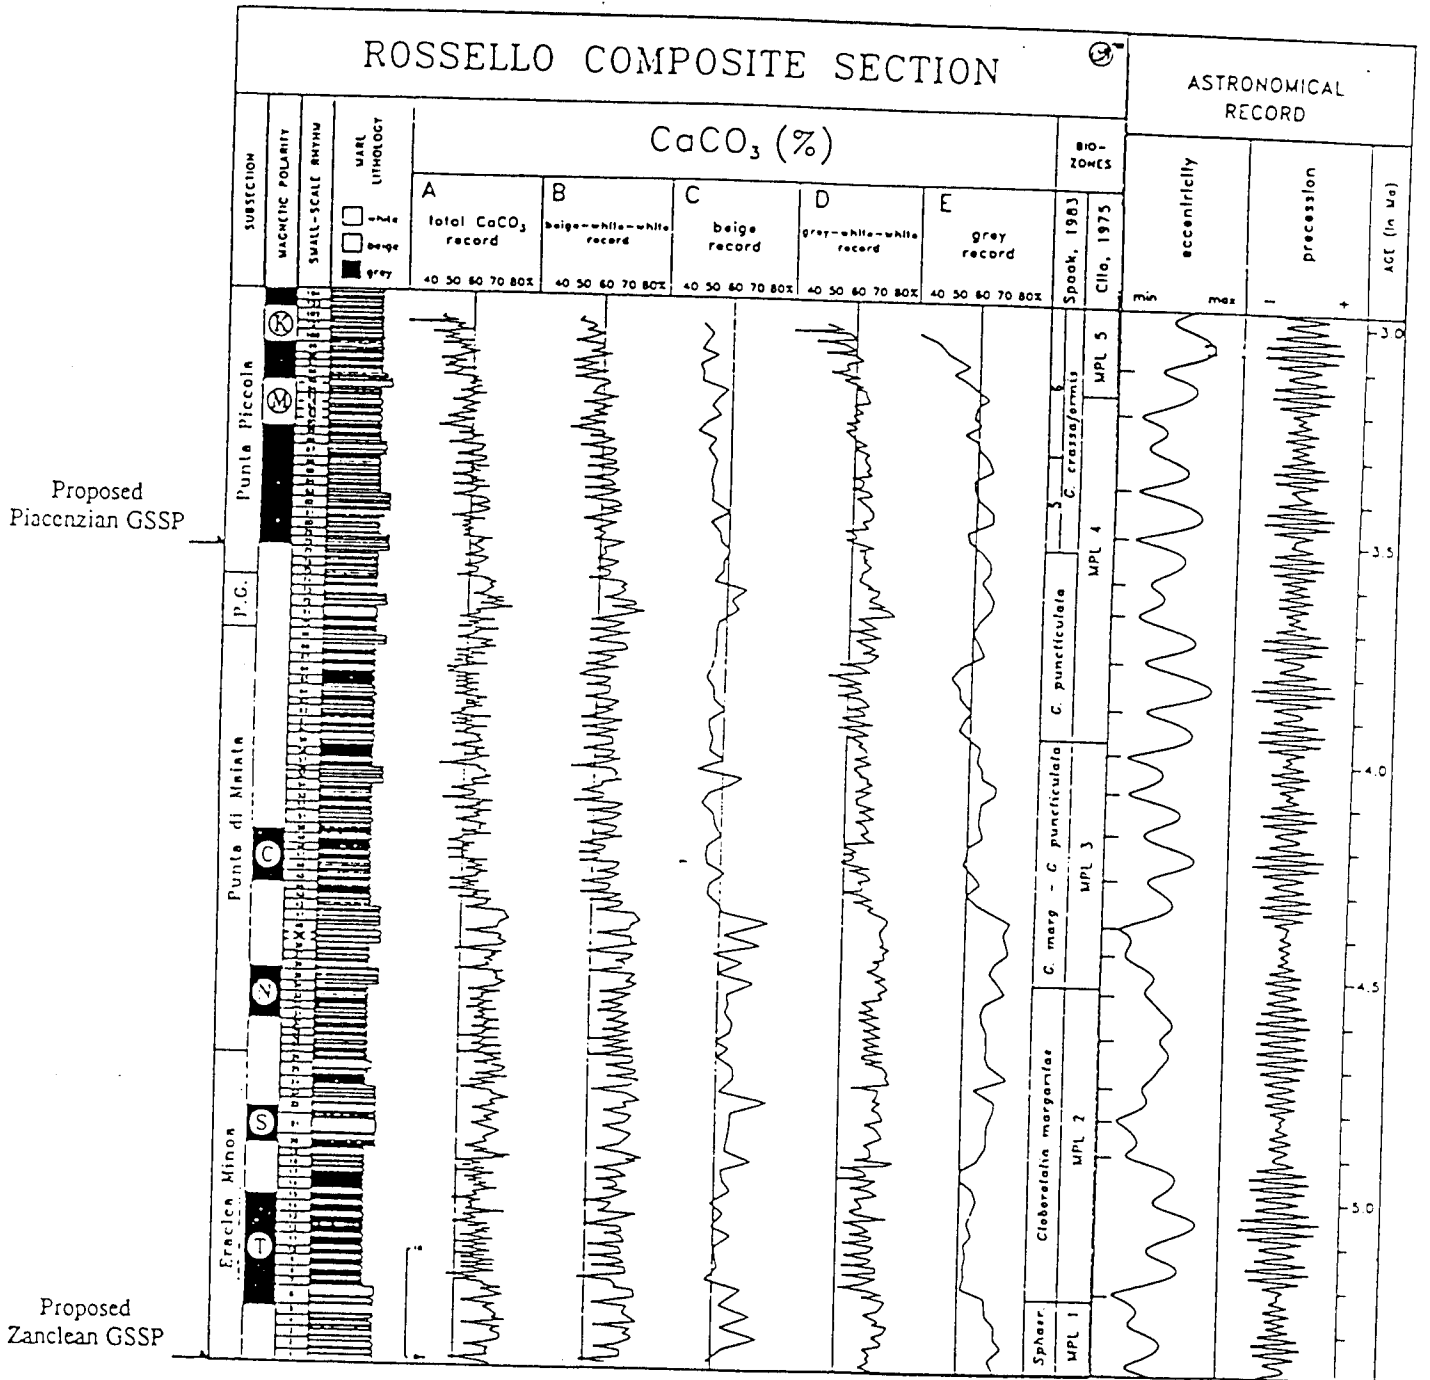 ROSSELLO COMPOSITE SECTION
ASTRONOMICAL
RECORD
SUBSECTION
MAGNETIC POLARITY
SMALL-SCALE RHYHM
MARL
LITHOLOGY
white
beige
grey
CaCO3 (%)
BIO-
ZONES
A
total CaCO3
record
40 50 60 70 80%
B
beige-white-white
record
40 50 60 70 80%
C
beige
record
40 50 60 70 80%
D
grey-white-white
record
40 50 60 70 80%
E
grey
record
40 50 60 70 80%
Spaak, 1983
Cita, 1975
eccentricity
min max
precession
- +
AGE (in Ma)
3.0
3.5
4.0
4.5
5.0
Punta Piccola
P.G.
Punta di Maiata
Eraclea Minoa
K
M
C
N
S
T
Proposed
Piacenzian GSSP
Proposed
Zanclean GSSP
6
5
C. crassaformis
C. puncticulata
C. marg - C puncticulata
Globorotalia margaritae
Sphaer.
MPL 5
MPL 4
MPL 3
MPL 2
MPL 1